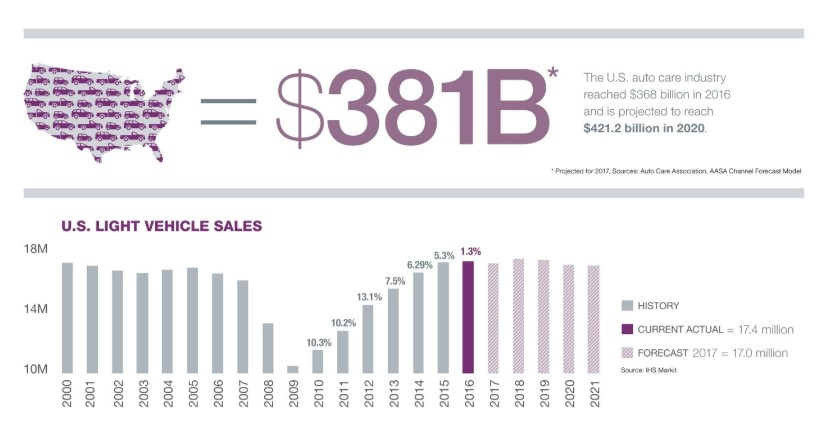 = $381B*
The U.S. auto care industry
reached $368 billion in 2016
and is projected to reach
$421.2 billion in 2020.
* Projected for 2017, Sources: Auto Care Association, AASA Channel Forecast Model
U.S. LIGHT VEHICLE SALES
18M
14M
10M
10.3%
10.2%
13.1%
7.5%
6.29%
5.3%
1.3%
2000
2001
2002
2003
2004
2005
2006
2007
2008
2009
2010
2011
2012
2013
2014
2015
2016
2017
2018
2019
2020
2021
HISTORY
CURRENT ACTUAL = 17.4 million
FORECAST 2017 = 17.0 million
Source: IHS Markit